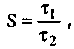 S = τ₁/τ₂ ,